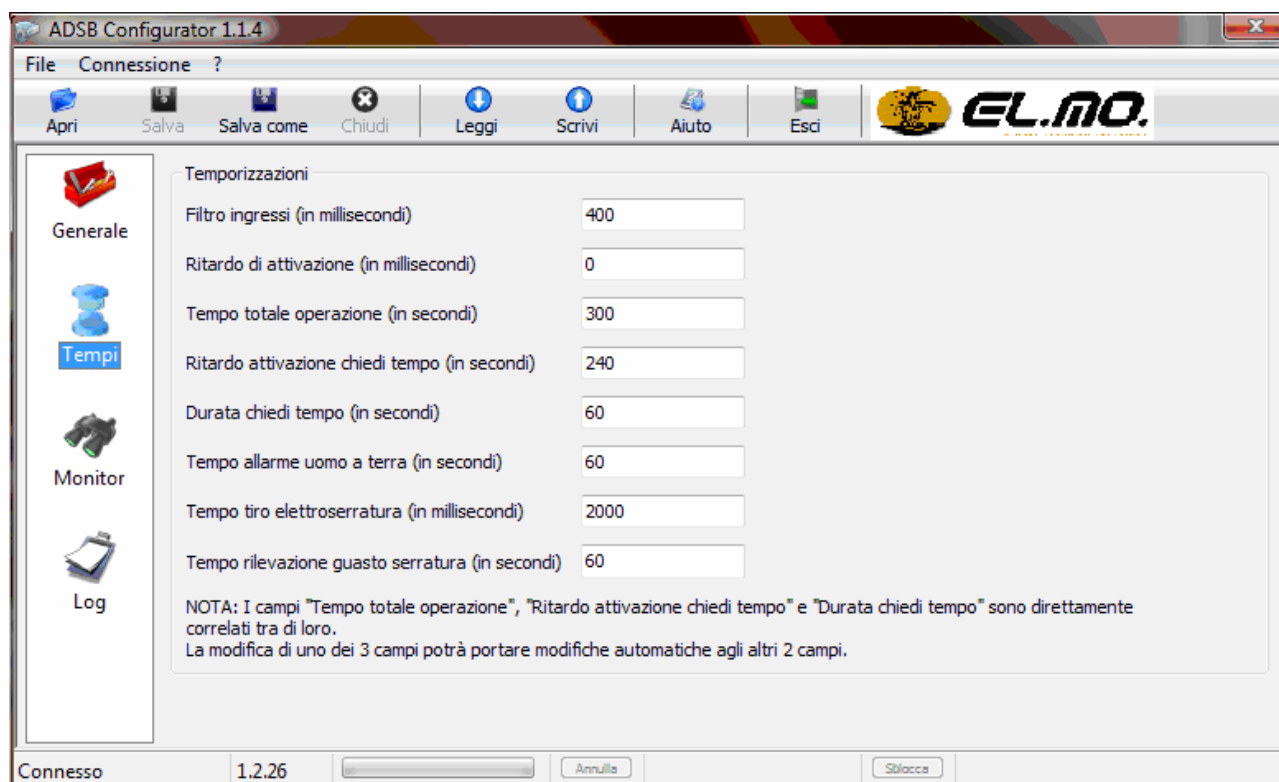 ADSB Configurator 1.1.4
File Connessione ?
Apri Salva Salva come Chiudi Leggi Scrivi Aiuto Esci EL.MO.
Generale
Tempi
Monitor
Log
Temporizzazioni
Filtro ingressi (in millisecondi) 400
Ritardo di attivazione (in millisecondi) 0
Tempo totale operazione (in secondi) 300
Ritardo attivazione chiedi tempo (in secondi) 240
Durata chiedi tempo (in secondi) 60
Tempo allarme uomo a terra (in secondi) 60
Tempo tiro elettroserratura (in millisecondi) 2000
Tempo rilevazione guasto serratura (in secondi) 60
NOTA: I campi "Tempo totale operazione", "Ritardo attivazione chiedi tempo" e "Durata chiedi tempo" sono direttamente
correlati tra di loro.
La modifica di uno dei 3 campi potrà portare modifiche automatiche agli altri 2 campi.
Connesso 1.2.26 Annulla Sblocca